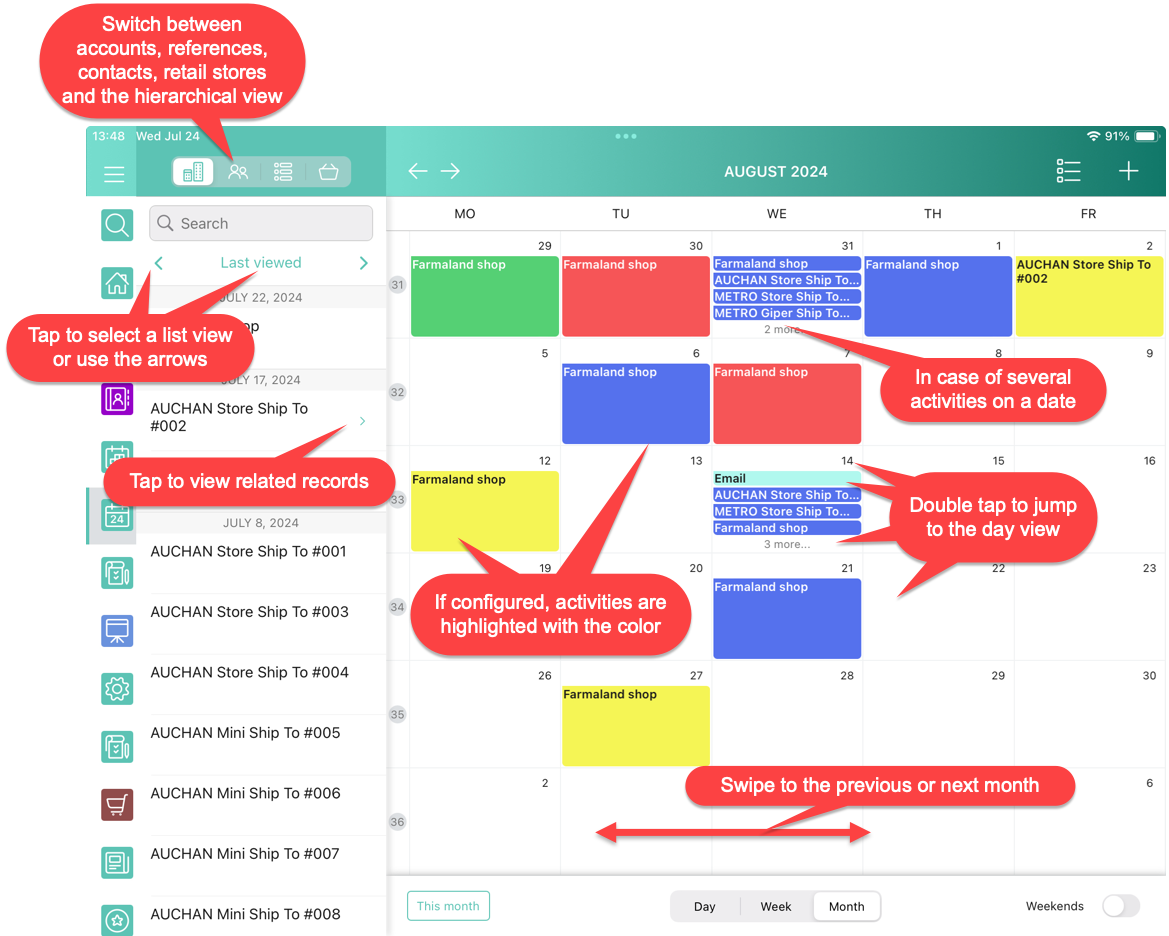 Switch between
accounts, references,
contacts, retail stores
and the hierarchical view
13:48 Wed Jul 24
91%
AUGUST 2024
Search
Last viewed
JULY 22, 2024
Tap to select a list view
or use the arrows
JULY 17, 2024
AUCHAN Store Ship To
#002
Tap to view related records
24
JULY 8, 2024
AUCHAN Store Ship To #001
AUCHAN Store Ship To #003
AUCHAN Store Ship To #004
AUCHAN Mini Ship To #005
AUCHAN Mini Ship To #006
AUCHAN Mini Ship To #007
AUCHAN Mini Ship To #008
MO TU WE TH FR
29 30 31 1 2
31
Farmaland shop
Farmaland shop
Farmaland shop
AUCHAN Store Ship To...
METRO Store Ship To...
METRO Giper Ship To...
2 more...
Farmaland shop
AUCHAN Store Ship To
#002
In case of several
activities on a date
5 6 7 8 9
32
Farmaland shop
Farmaland shop
12 13 14 15 16
33
Farmaland shop
Email
AUCHAN Store Ship To...
METRO Store Ship To...
Farmaland shop
3 more...
Double tap to jump
to the day view
19 20 21 22 23
34
If configured, activities are
highlighted with the color
Farmaland shop
26 27 28 29 30
35
Farmaland shop
2 6
36
Swipe to the previous or next month
This month
Day Week Month
Weekends